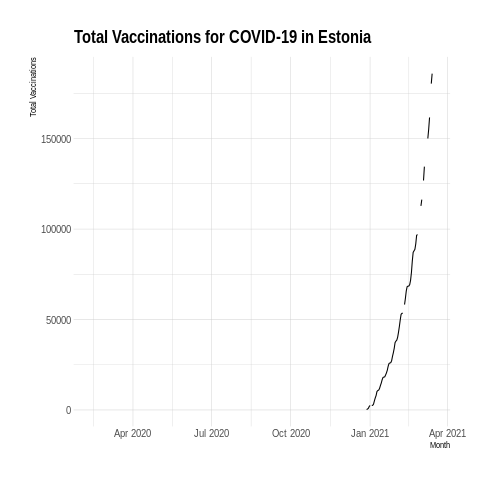 Total Vaccinations for COVID-19 in Estonia
Total Vaccinations
150000
100000
50000
0
Apr 2020 Jul 2020 Oct 2020 Jan 2021 Apr 2021
Month